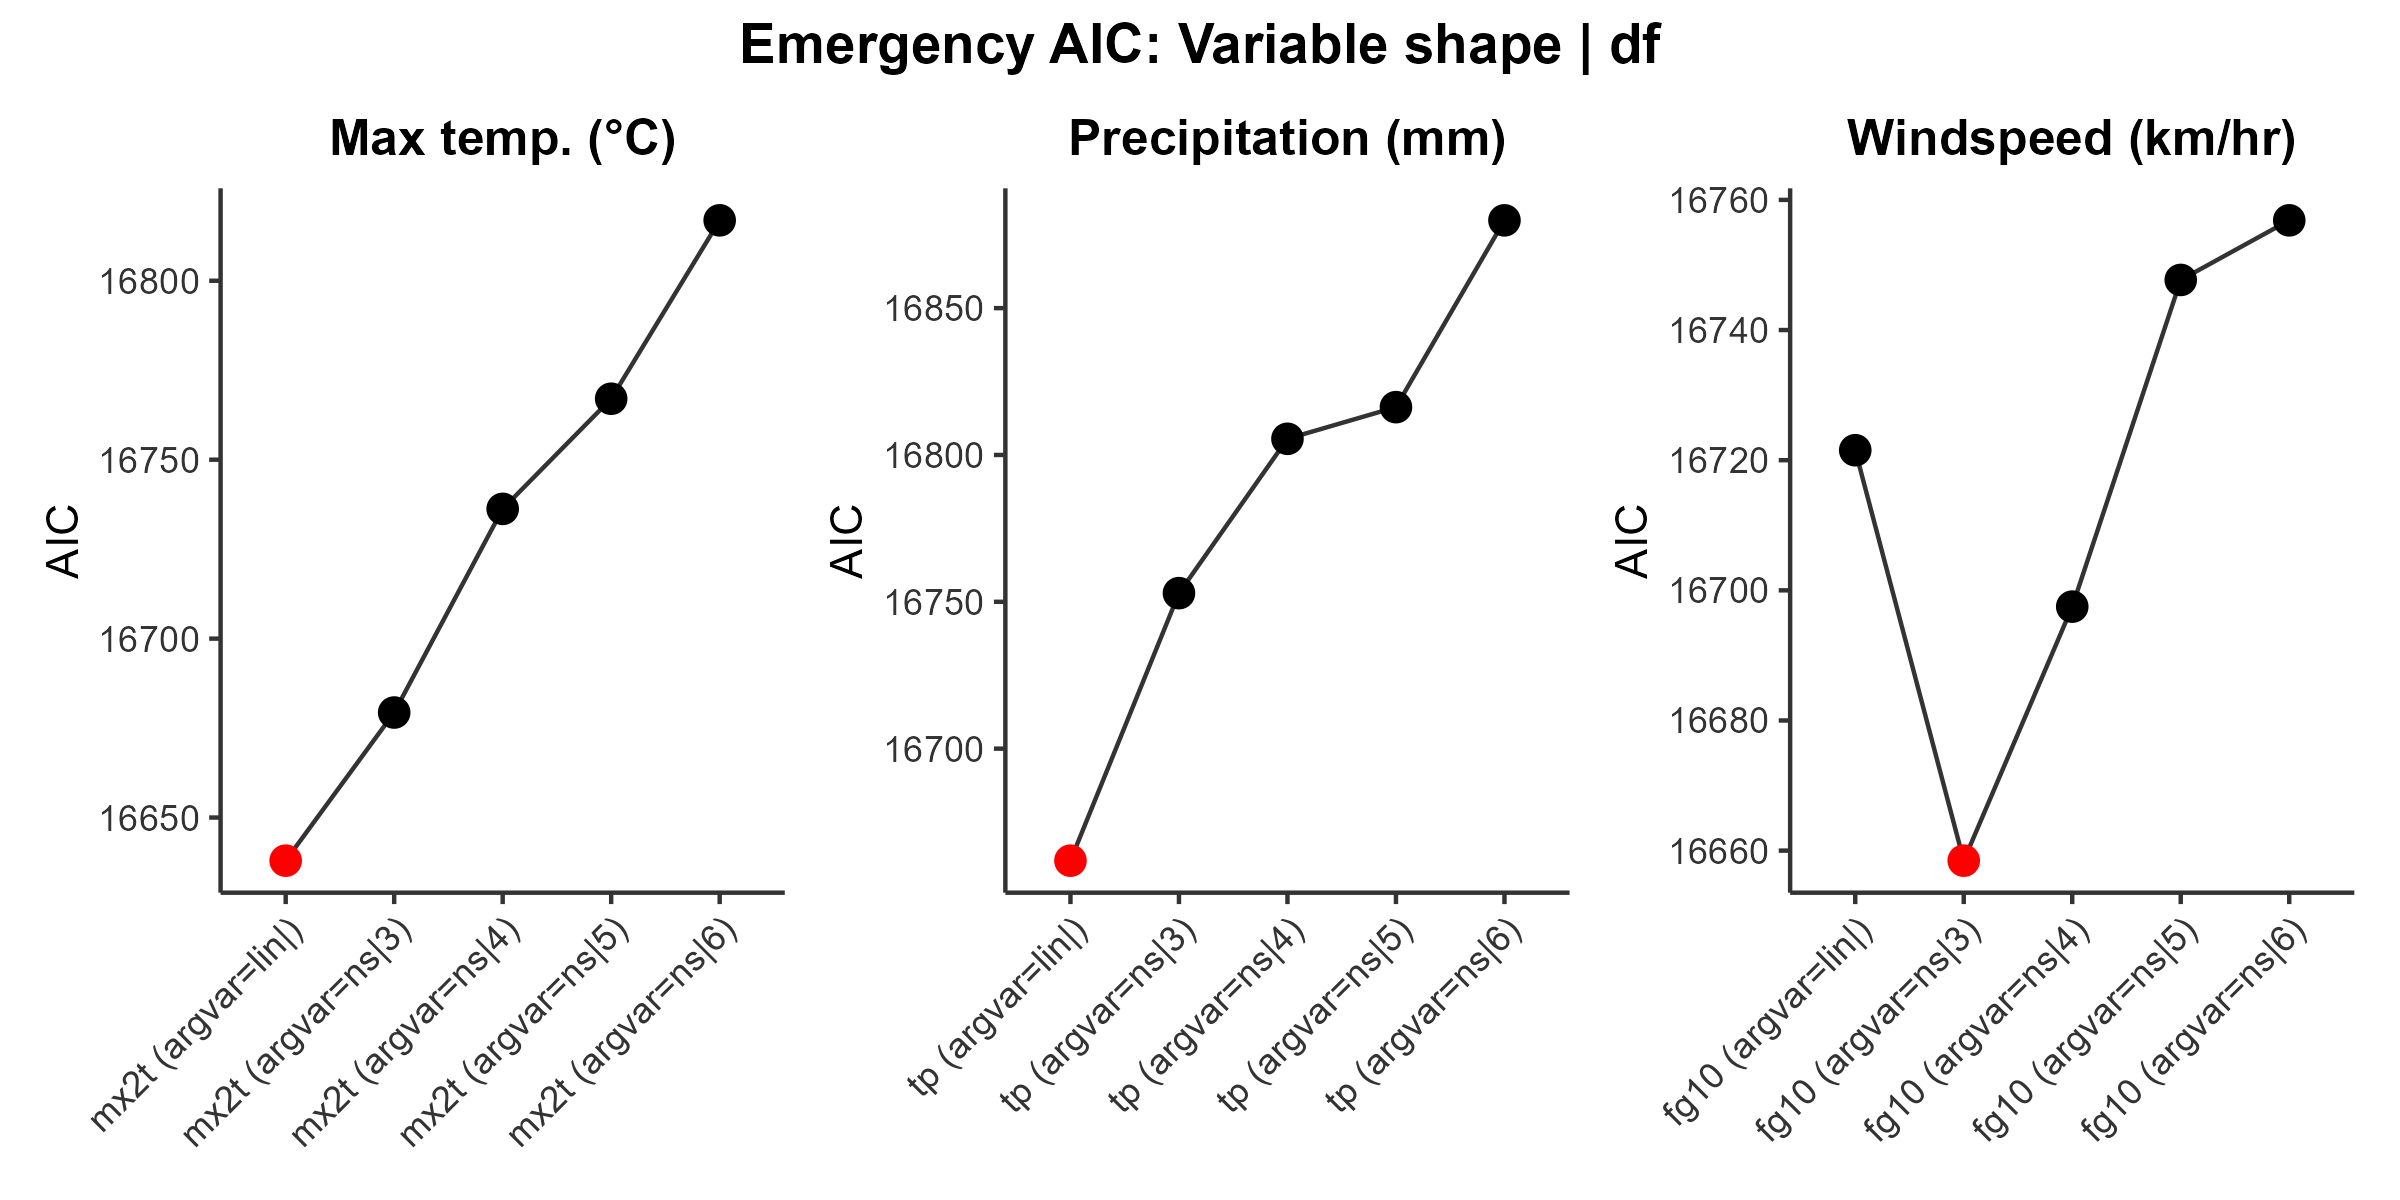 Emergency AIC: Variable shape | df
Max temp. (°C)
AIC
16800
16750
16700
16650
mx2t (argvar=lin|)
mx2t (argvar=ns|3)
mx2t (argvar=ns|4)
mx2t (argvar=ns|5)
mx2t (argvar=ns|6)
Precipitation (mm)
AIC
16850
16800
16750
16700
tp (argvar=lin|)
tp (argvar=ns|3)
tp (argvar=ns|4)
tp (argvar=ns|5)
tp (argvar=ns|6)
Windspeed (km/hr)
AIC
16760
16740
16720
16700
16680
16660
fg10 (argvar=lin|)
fg10 (argvar=ns|3)
fg10 (argvar=ns|4)
fg10 (argvar=ns|5)
fg10 (argvar=ns|6)